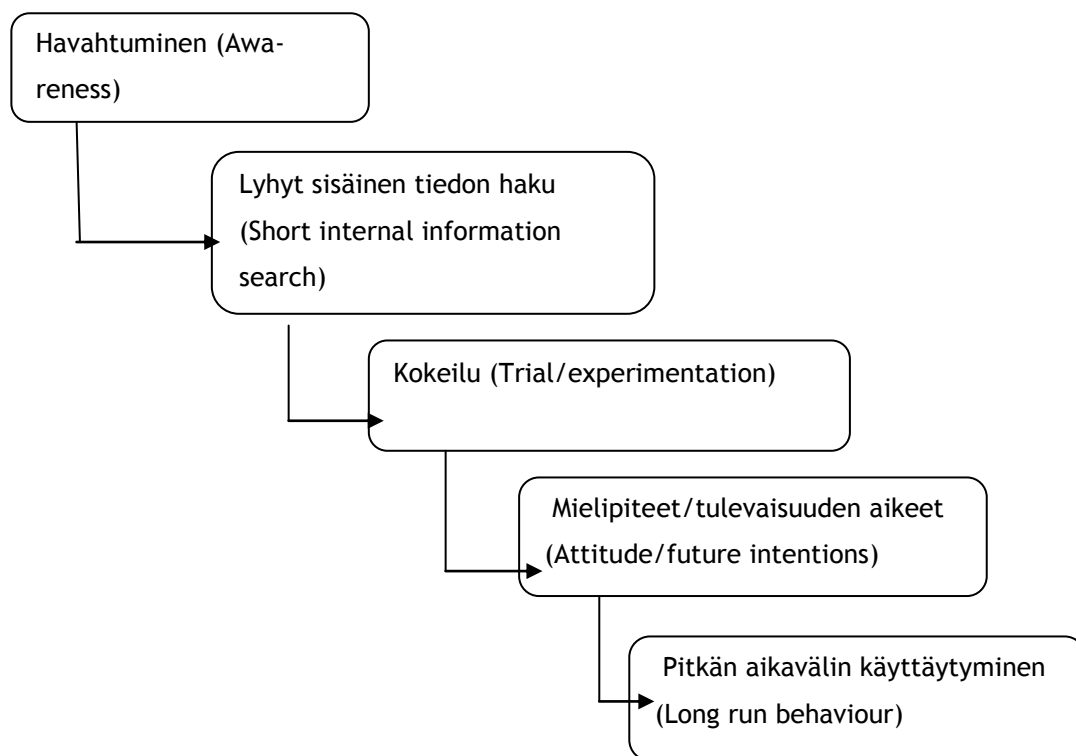 Havahtuminen (Awa-
reness)
Lyhyt sisäinen tiedon haku
(Short internal information
search)
Kokeilu (Trial/experimentation)
Mielipiteet/tulevaisuuden aikeet
(Attitude/future intentions)
Pitkän aikavälin käyttäytyminen
(Long run behaviour)